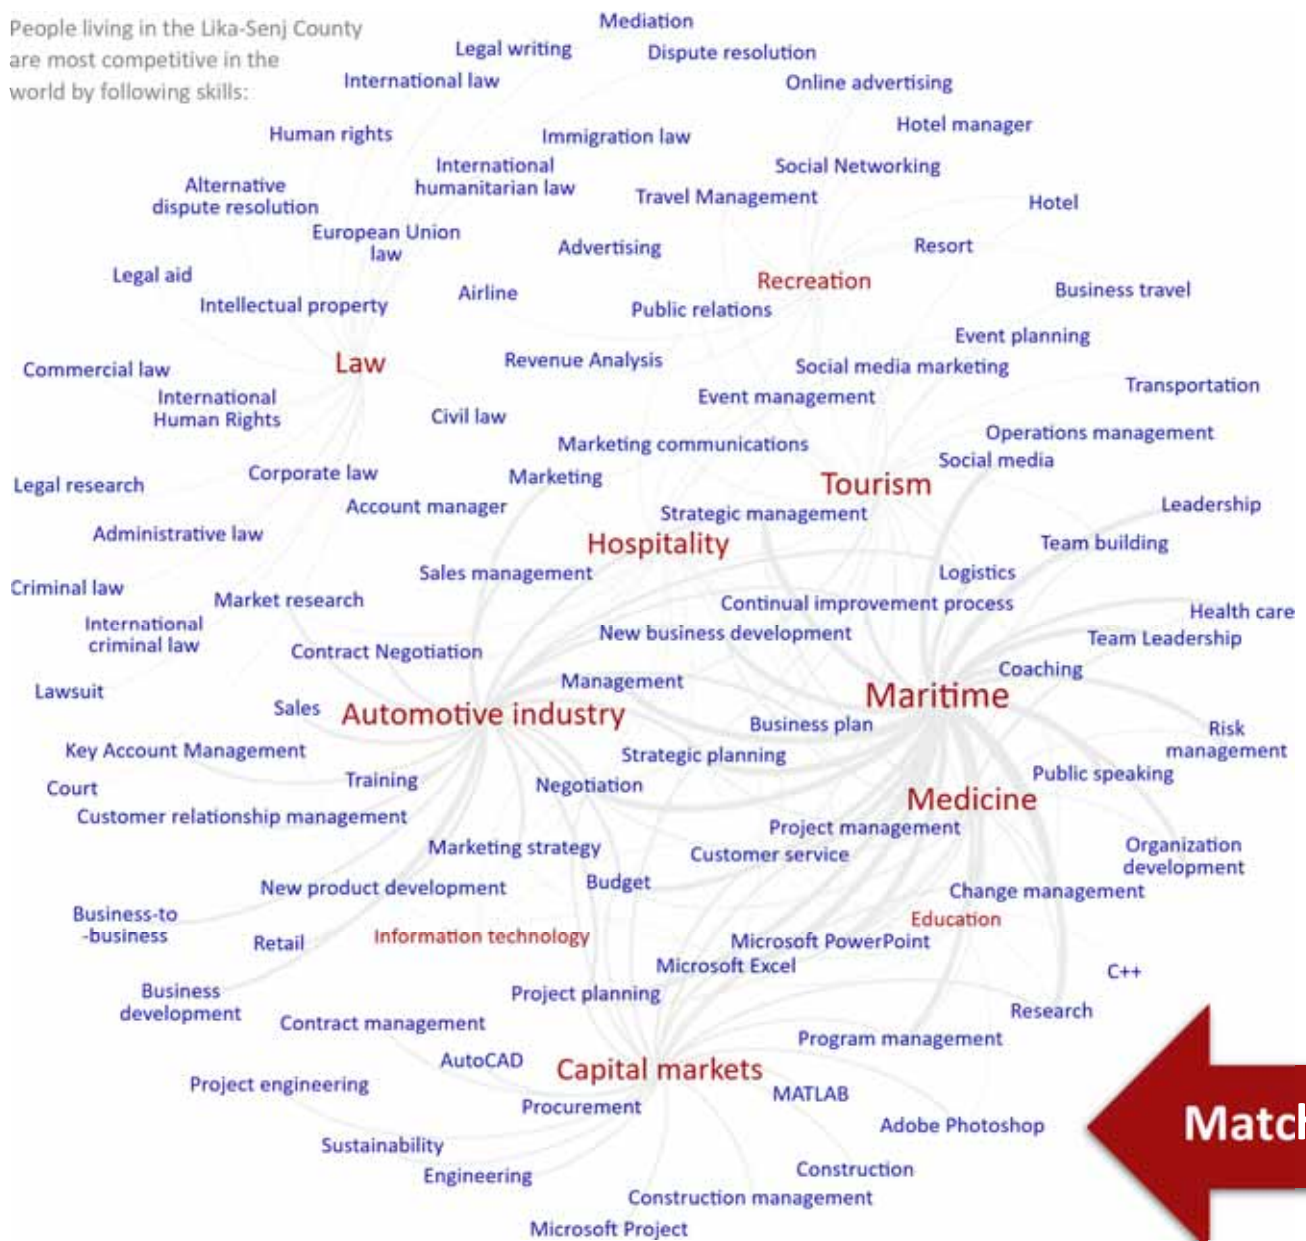 People living in the Lika-Senj County
are most competitive in the
world by following skills:
Mediation
Legal writing
Dispute resolution
International law
Online advertising
Hotel manager
Human rights
Immigration law
International
humanitarian law
Social Networking
Alternative
dispute resolution
Travel Management
Hotel
European Union
law
Advertising
Resort
Legal aid
Recreation
Airline
Business travel
Intellectual property
Public relations
Event planning
Law
Revenue Analysis
Social media marketing
Commercial law
Transportation
International
Human Rights
Event management
Civil law
Operations management
Marketing communications
Social media
Corporate law
Marketing
Tourism
Legal research
Account manager
Strategic management
Leadership
Administrative law
Hospitality
Team building
Sales management
Logistics
Criminal law
Market research
Continual improvement process
Health care
International
criminal law
New business development
Team Leadership
Contract Negotiation
Coaching
Management
Lawsuit
Maritime
Sales
Automotive industry
Business plan
Risk
management
Key Account Management
Strategic planning
Training
Negotiation
Public speaking
Court
Medicine
Customer relationship management
Project management
Marketing strategy
Customer service
Organization
development
New product development
Budget
Change management
Business-to
-business
Education
Retail
Information technology
Microsoft PowerPoint
Microsoft Excel
C++
Business
development
Project planning
Research
Contract management
Program management
AutoCAD
Capital markets
Project engineering
MATLAB
Procurement
Adobe Photoshop
Match
Sustainability
Engineering
Construction
Construction management
Microsoft Project